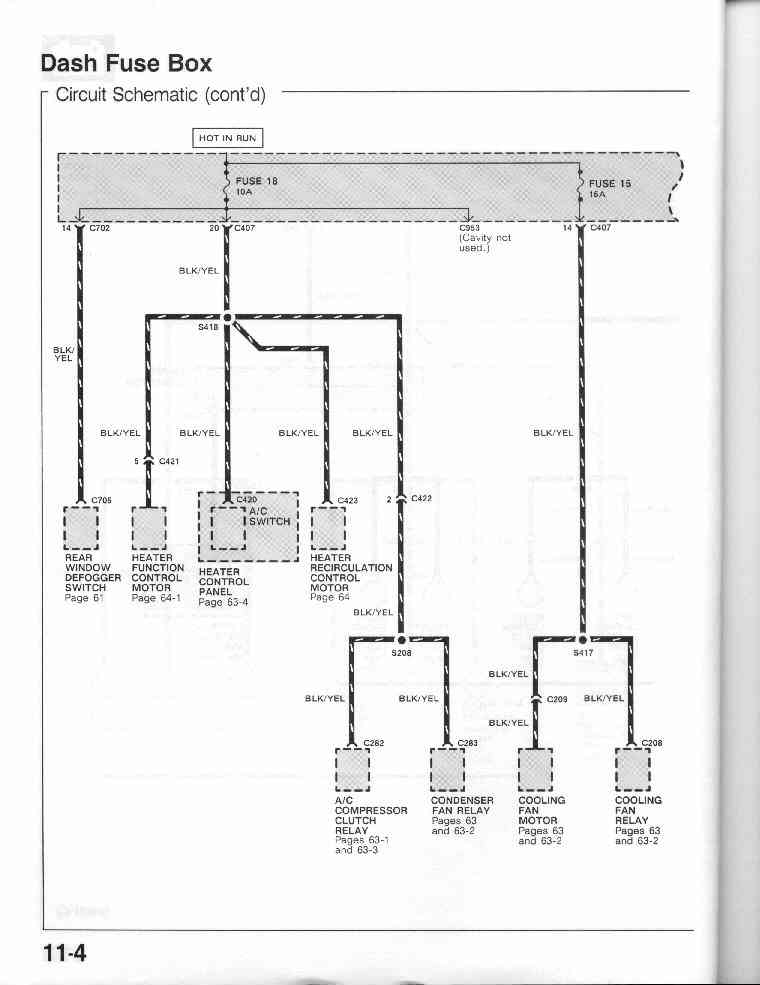 Dash Fuse Box
Circuit Schematic (cont'd)
HOT IN RUN
FUSE 18
10A
FUSE 15
15A
14 C702
20 C407
C953
(Cavity not
used.)
14 C407
BLK/YEL
S418
BLK/
YEL
BLK/YEL
BLK/YEL
BLK/YEL
BLK/YEL
BLK/YEL
5 C421
C705
C420
A/C
SWITCH
C423
2 C422
REAR
WINDOW
DEFOGGER
SWITCH
Page 61
HEATER
FUNCTION
CONTROL
MOTOR
Page 64-1
HEATER
CONTROL
PANEL
Page 63-4
HEATER
RECIRCULATION
CONTROL
MOTOR
Page 64
BLK/YEL
S208
S417
BLK/YEL
BLK/YEL
BLK/YEL
C209
BLK/YEL
BLK/YEL
C282
C283
C208
A/C
COMPRESSOR
CLUTCH
RELAY
Pages 63-1
and 63-3
CONDENSER
FAN RELAY
Pages 63
and 63-2
COOLING
FAN
MOTOR
Pages 63
and 63-2
COOLING
FAN
RELAY
Pages 63
and 63-2
11-4